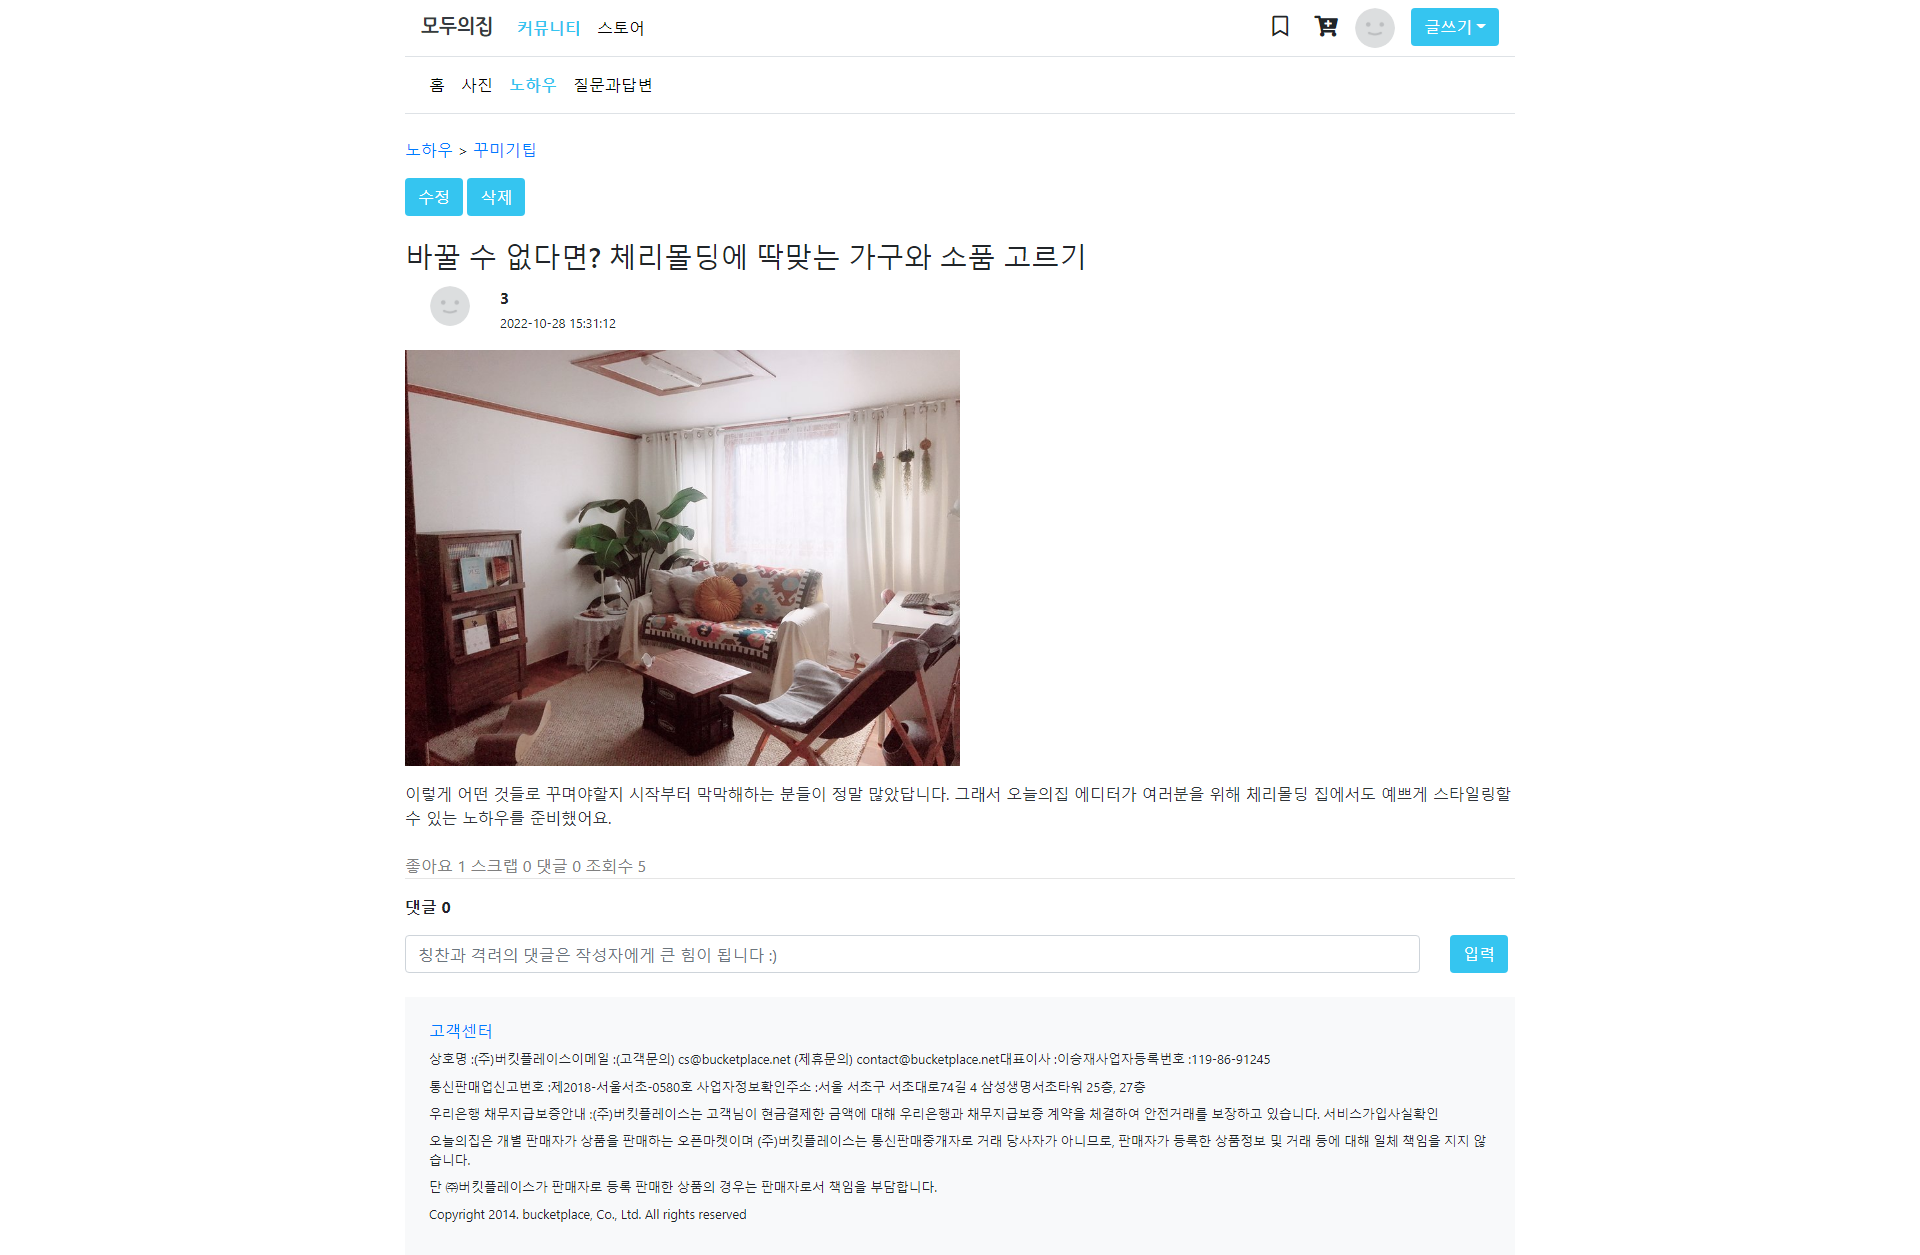 모두의집 커뮤니티 스토어 글쓰기
홈 사진 노하우 질문과답변
노하우 > 꾸미기팁
수정 삭제
바꿀 수 없다면? 체리몰딩에 딱맞는 가구와 소품 고르기
3
2022-10-28 15:31:12
이렇게 어떤 것들로 꾸며야할지 시작부터 막막해하는 분들이 정말 많았답니다. 그래서 오늘의집 에디터가 여러분을 위해 체리몰딩 집에서도 예쁘게 스타일링할
수 있는 노하우를 준비했어요.
좋아요 1 스크랩 0 댓글 0 조회수 5
댓글 0
칭찬과 격려의 댓글은 작성자에게 큰 힘이 됩니다 :) 입력
고객센터
상호명 :(주)버킷플레이스이메일 :(고객문의) cs@bucketplace.net (제휴문의) contact@bucketplace.net대표이사 :이승재사업자등록번호 :119-86-91245
통신판매업신고번호 :제2018-서울서초-0580호 사업자정보확인주소 :서울 서초구 서초대로74길 4 삼성생명서초타워 25층, 27층
우리은행 채무지급보증안내 :(주)버킷플레이스는 고객님이 현금결제한 금액에 대해 우리은행과 채무지급보증 계약을 체결하여 안전거래를 보장하고 있습니다. 서비스가입사실확인
오늘의집은 개별 판매자가 상품을 판매하는 오픈마켓이며 (주)버킷플레이스는 통신판매중개자로 거래 당사자가 아니므로, 판매자가 등록한 상품정보 및 거래 등에 대해 일체 책임을 지지 않
습니다.
단 ㈜버킷플레이스가 판매자로 등록 판매한 상품의 경우는 판매자로서 책임을 부담합니다.
Copyright 2014. bucketplace, Co., Ltd. All rights reserved